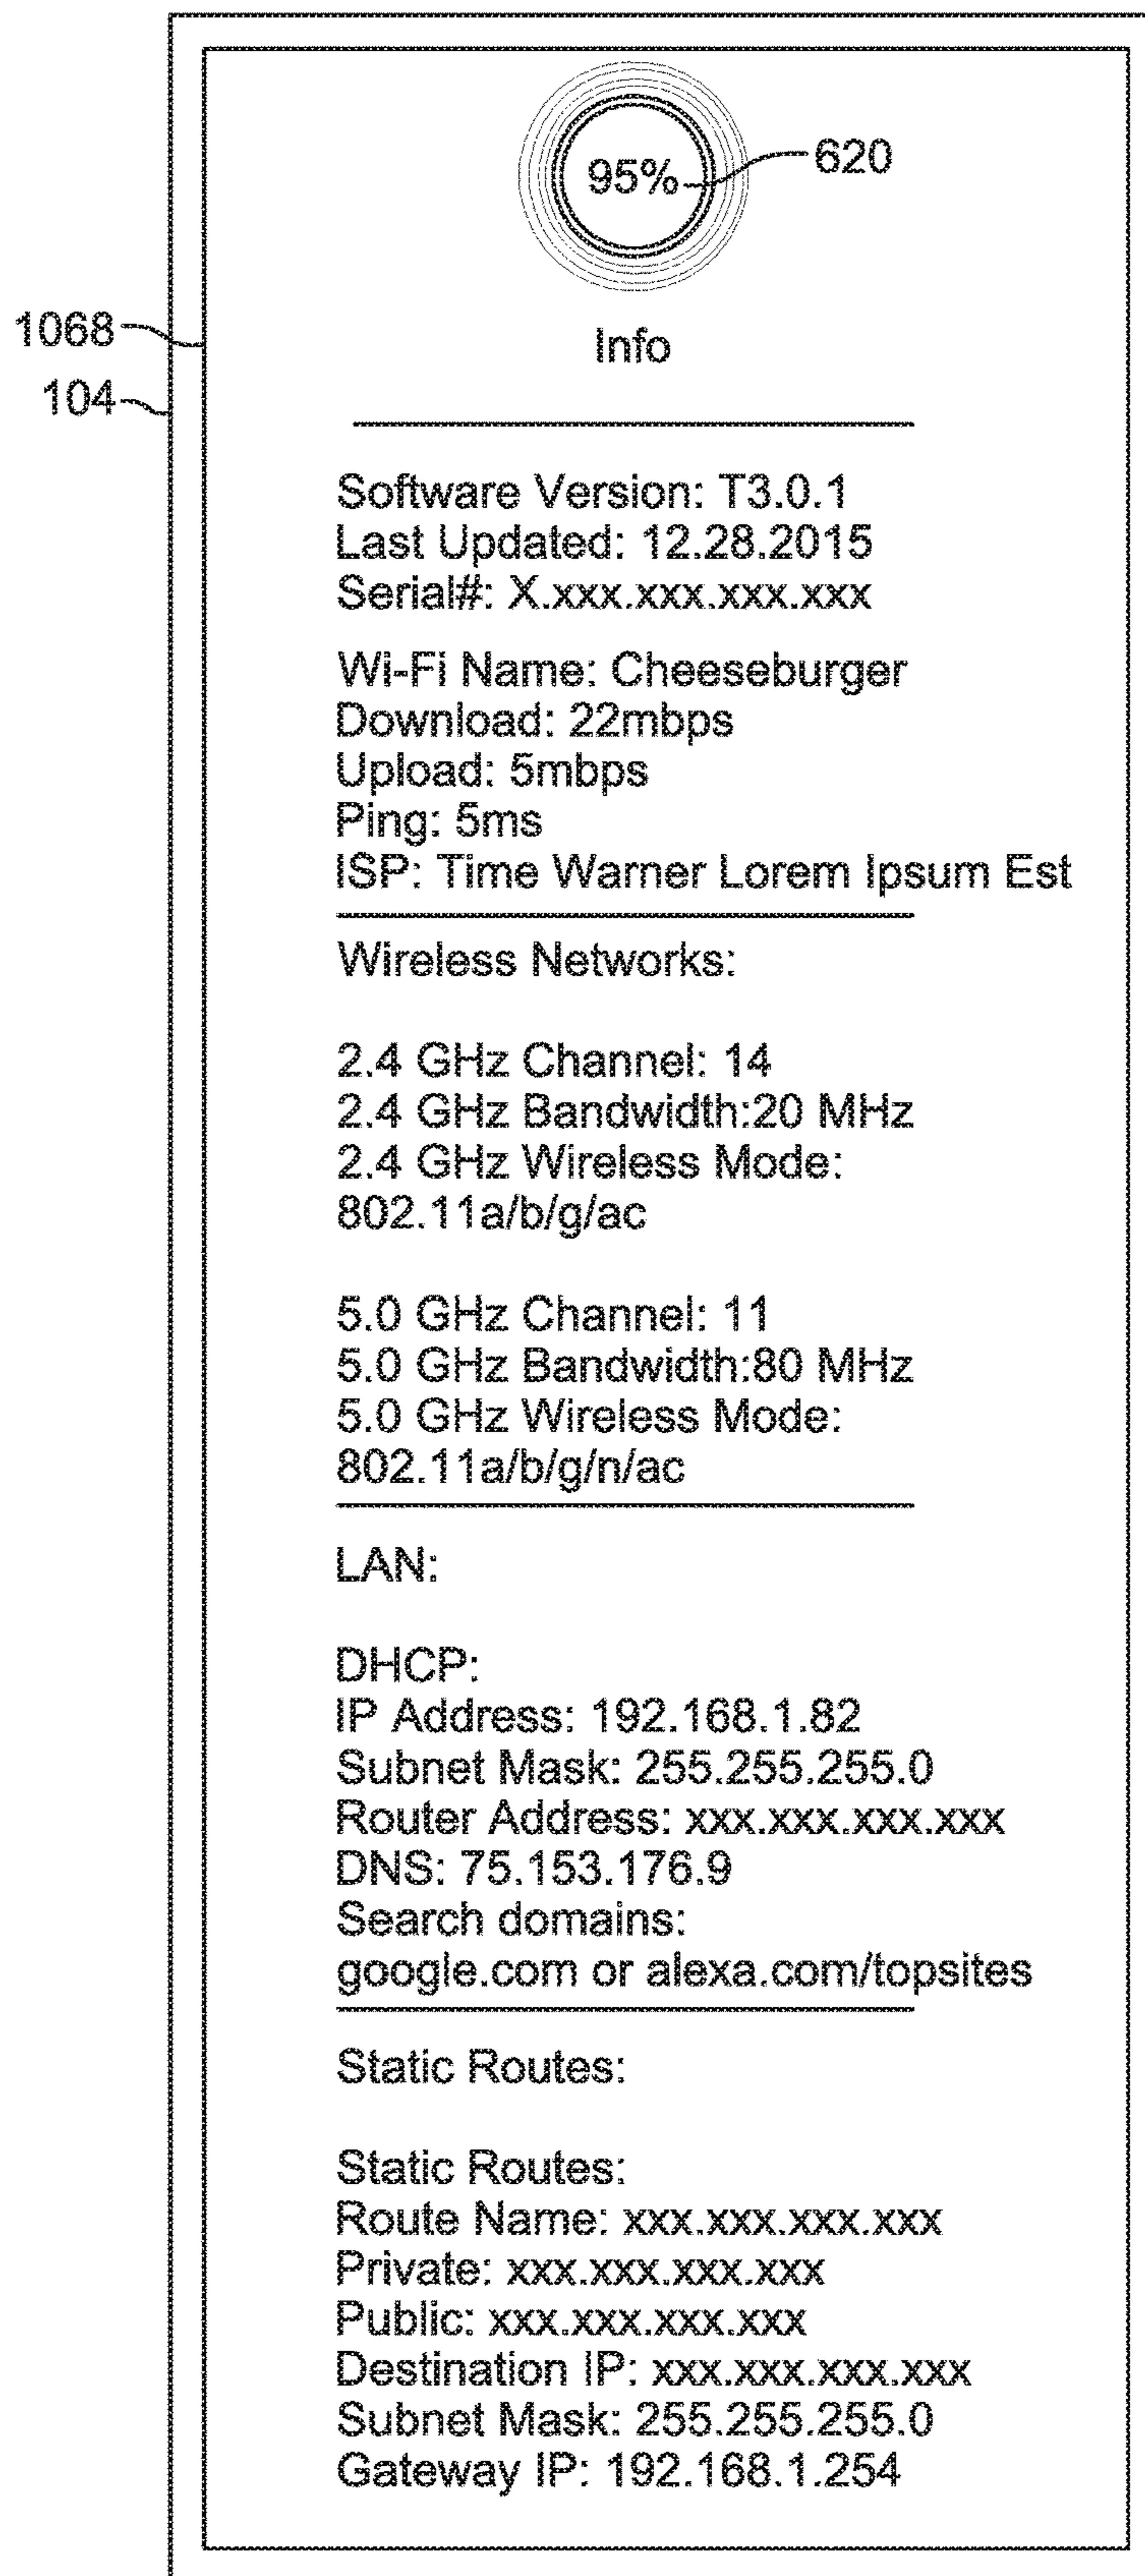 95%
620
1068
Info
104
Software Version: T3.0.1
Last Updated: 12.28.2015
Serial#: X.xxx.xxx.xxx.xxx
Wi-Fi Name: Cheeseburger
Download: 22mbps
Upload: 5mbps
Ping: 5ms
ISP: Time Warner Lorem Ipsum Est
Wireless Networks:
2.4 GHz Channel: 14
2.4 GHz Bandwidth:20 MHz
2.4 GHz Wireless Mode:
802.11a/b/g/ac
5.0 GHz Channel: 11
5.0 GHz Bandwidth:80 MHz
5.0 GHz Wireless Mode:
802.11a/b/g/n/ac
LAN:
DHCP:
IP Address: 192.168.1.82
Subnet Mask: 255.255.255.0
Router Address: xxx.xxx.xxx.xxx
DNS: 75.153.176.9
Search domains:
google.com or alexa.com/topsites
Static Routes:
Static Routes:
Route Name: xxx.xxx.xxx.xxx
Private: xxx.xxx.xxx.xxx
Public: xxx.xxx.xxx.xxx
Destination IP: xxx.xxx.xxx.xxx
Subnet Mask: 255.255.255.0
Gateway IP: 192.168.1.254